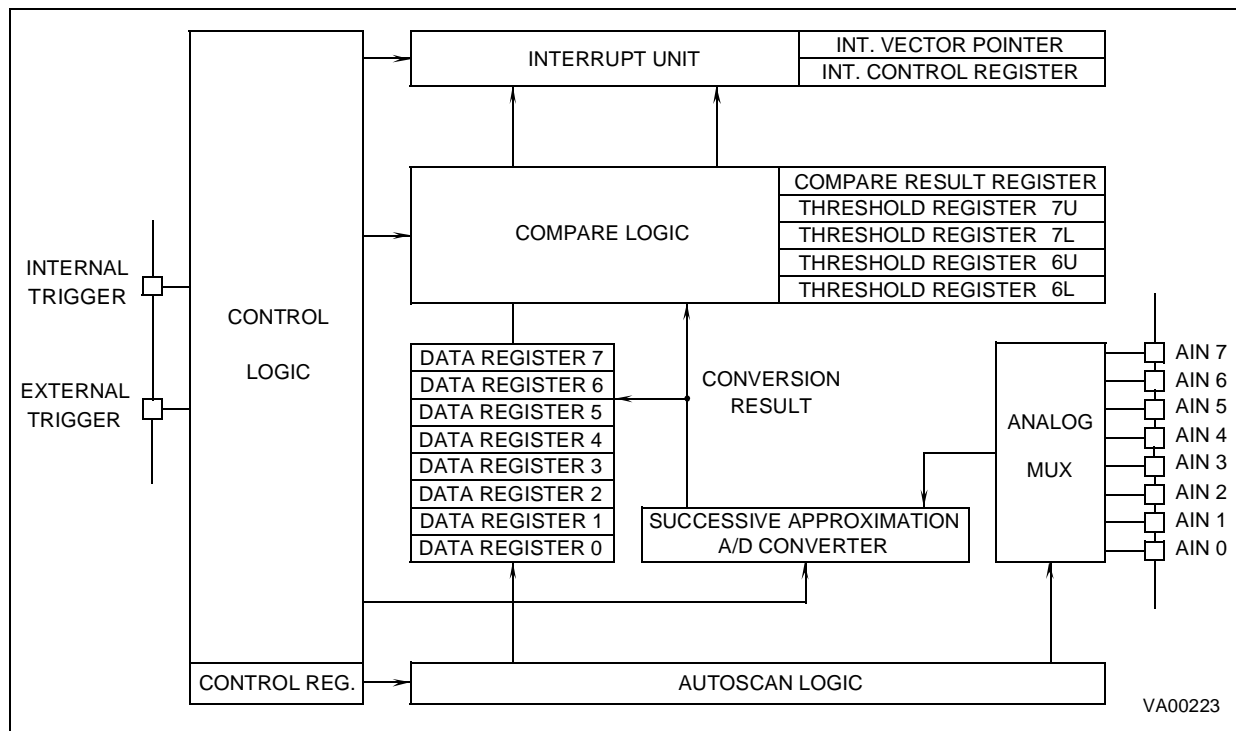 INTERRUPT UNIT
INT. VECTOR POINTER
INT. CONTROL REGISTER
COMPARE LOGIC
COMPARE RESULT REGISTER
THRESHOLD REGISTER 7U
THRESHOLD REGISTER 7L
THRESHOLD REGISTER 6U
THRESHOLD REGISTER 6L
INTERNAL
TRIGGER
EXTERNAL
TRIGGER
CONTROL
LOGIC
DATA REGISTER 7
DATA REGISTER 6
DATA REGISTER 5
DATA REGISTER 4
DATA REGISTER 3
DATA REGISTER 2
DATA REGISTER 1
DATA REGISTER 0
CONVERSION
RESULT
SUCCESSIVE APPROXIMATION
A/D CONVERTER
ANALOG
MUX
AIN 7
AIN 6
AIN 5
AIN 4
AIN 3
AIN 2
AIN 1
AIN 0
CONTROL REG.
AUTOSCAN LOGIC
VA00223